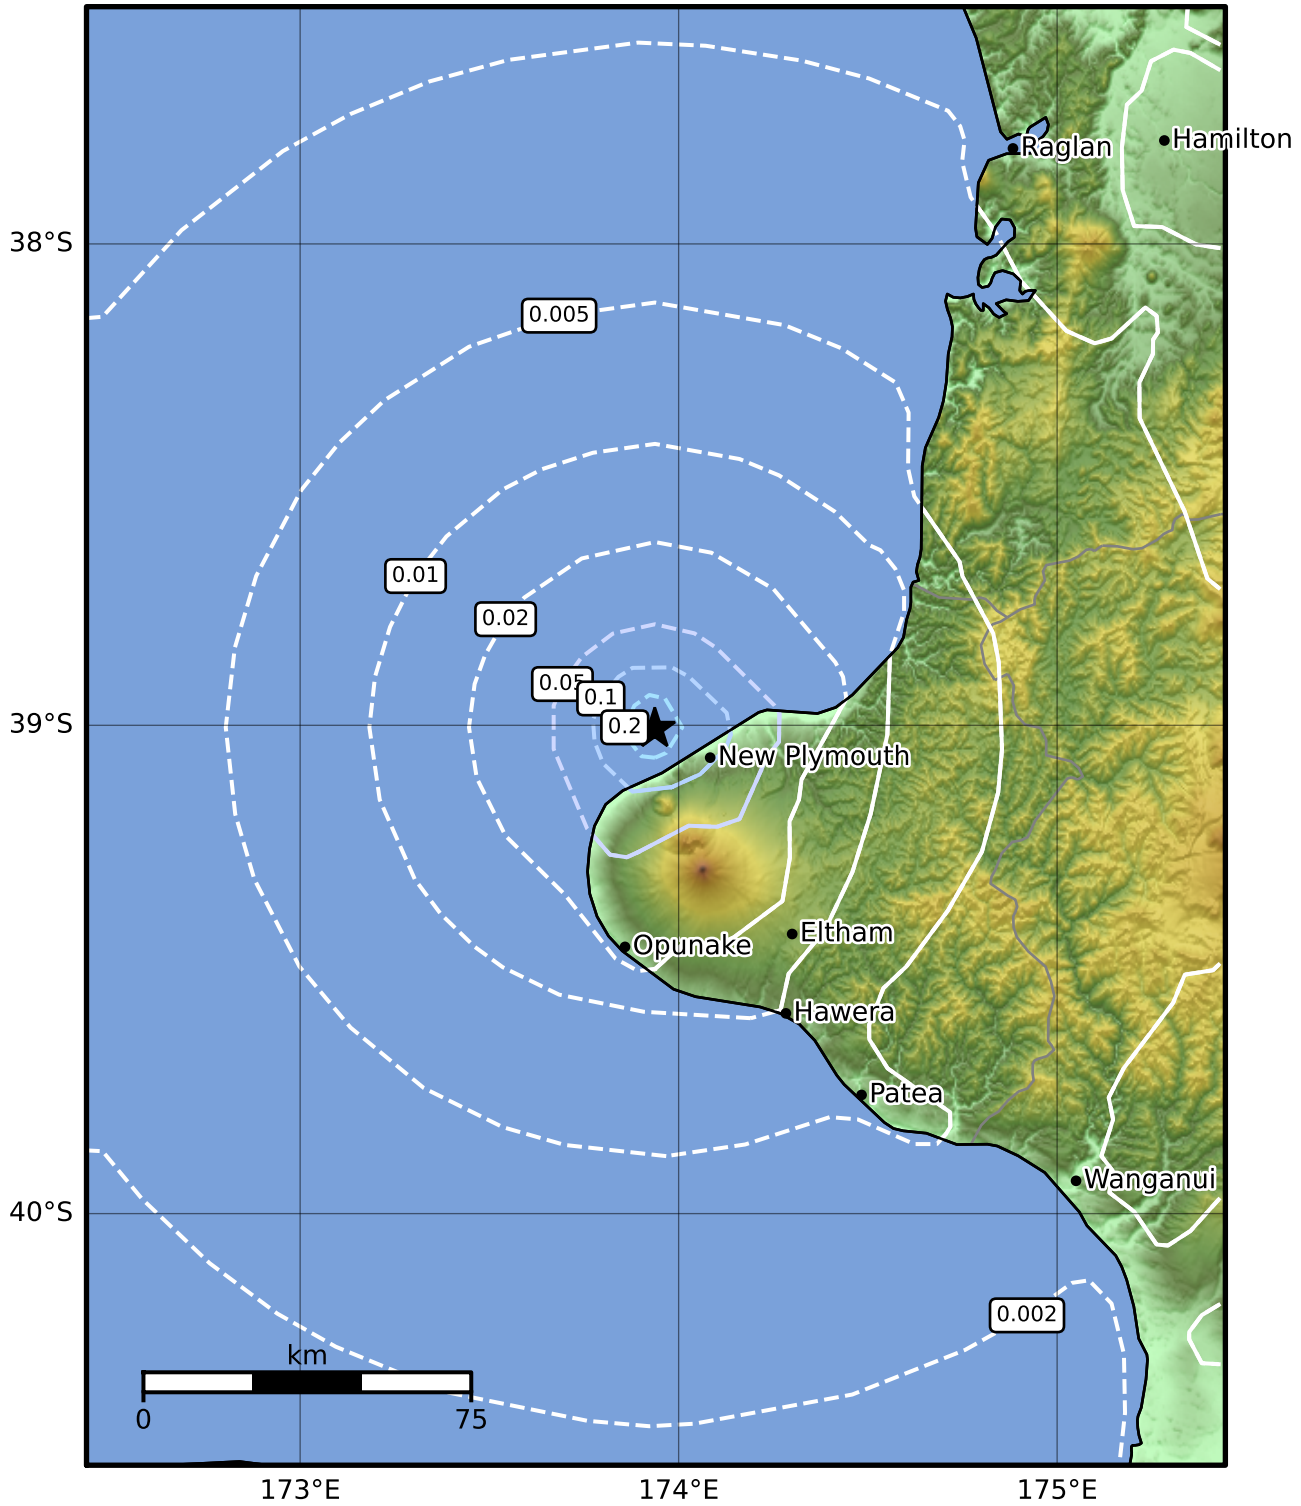 Hamilton
Raglan
38°S
0.005
0.01
0.02
0.05
0.1
0.2
39°S
New Plymouth
Eltham
Opunake
Hawera
Patea
Wanganui
40°S
0.002
km
0
75
173°E
174°E
175°E